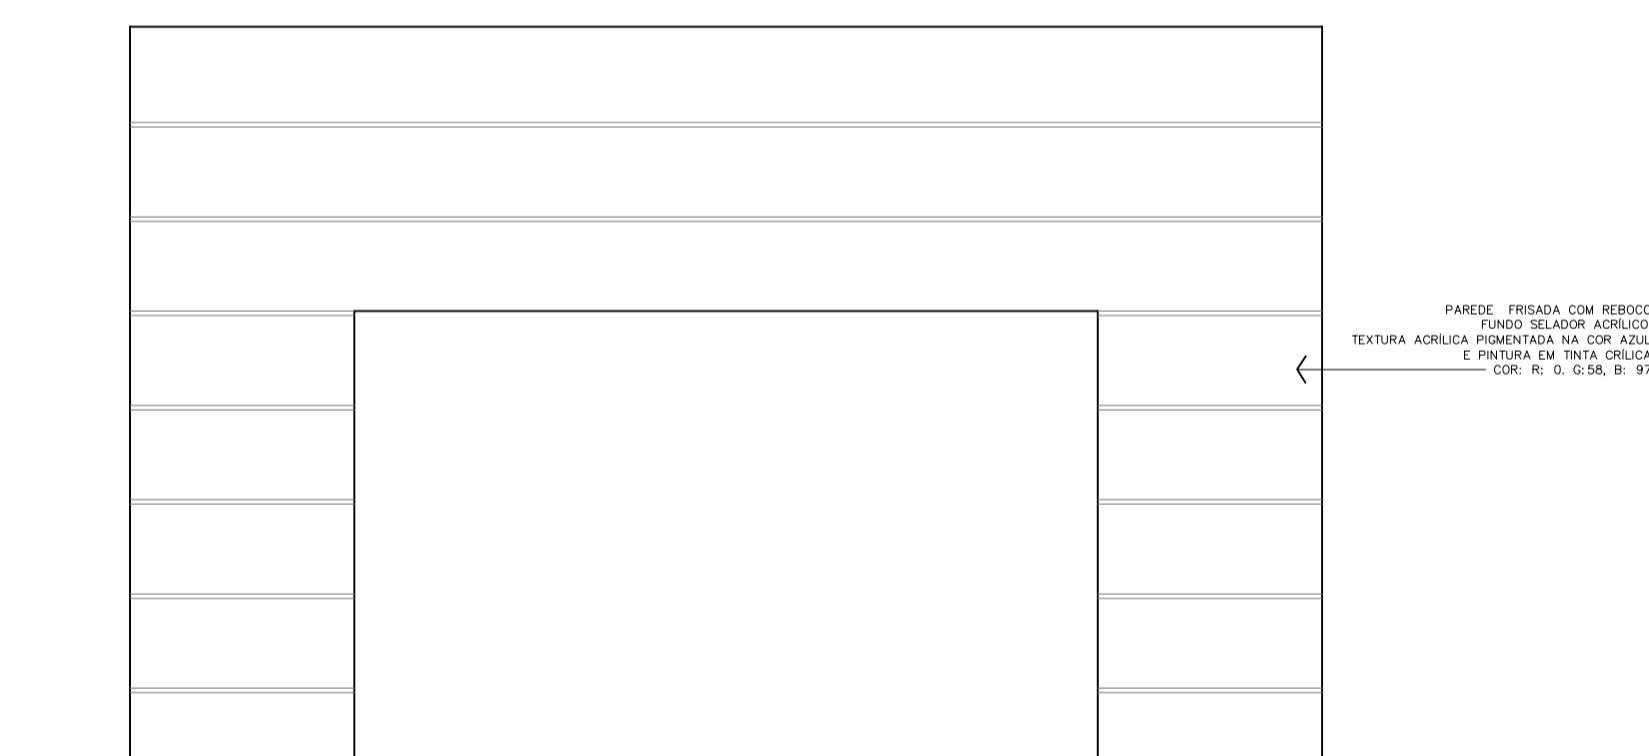 PAREDE FRISADA COM REBOCO
FUNDO SELADOR ACRÍLICO
TEXTURA ACRÍLICA PIGMENTADA NA COR AZUL
E PINTURA EM TINTA CRÍLICA
COR: R: 0. G:58, B: 97